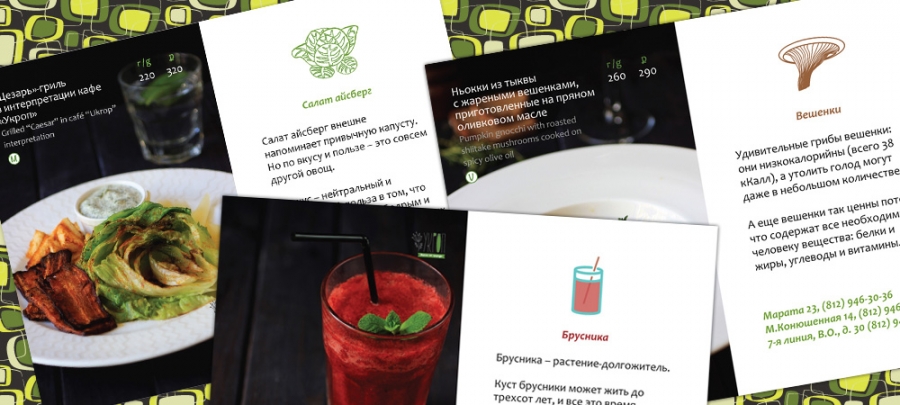 «Цезарь»-гриль
в интерпретации кафе
«Укроп»
Grilled "Caesar" in café "Ukrop"
interpretation
г/g ₽
220 320
Салат айсберг
Салат айсберг внешне
напоминает привычную капусту.
Но по вкусу и пользе – это совсем
другой овощ.
– нейтральный и
в том, что
и
Ньокки из тыквы
с жареными вешенками,
приготовленные на пряном
оливковом масле
Pumpkin gnocchi with roasted
shiitake mushrooms cooked on
spicy olive oil
г/g ₽
260 290
Вешенки
Удивительные грибы вешенки:
они низкокалорийны (всего 38
кКалл), а утолить голод могут
даже в небольшом количестве
А еще вешенки так ценны
что содержат все
человеку вещества: белки и
жиры, углеводы и витамины.
Марата 23, (812) 946-30-36
М.Конюшенная 14, (812) 946
7-я линия, В.О., д. 30 (812)
Брусника
Брусника – растение-долгожитель.
Куст брусники может жить до
трехсот лет, и все это время